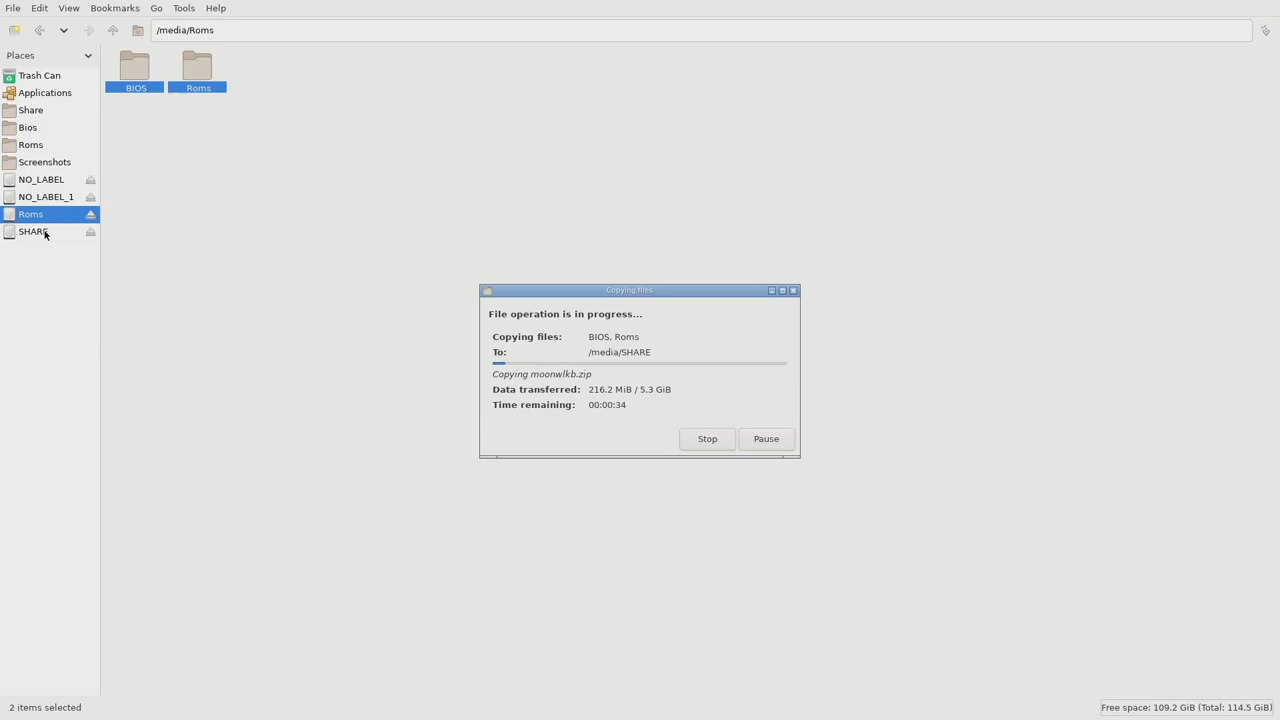 File Edit View Bookmarks Go Tools Help
/media/Roms
Places
Trash Can
Applications
Share
Bios
Roms
Screenshots
NO_LABEL
NO_LABEL_1
Roms
SHARE
BIOS Roms
Copying files
File operation is in progress...
Copying files: BIOS, Roms
To: /media/SHARE
Copying moonwlkb.zip
Data transferred: 216.2 MiB / 5.3 GiB
Time remaining: 00:00:34
Stop Pause
2 items selected
Free space: 109.2 GiB (Total: 114.5 GiB)